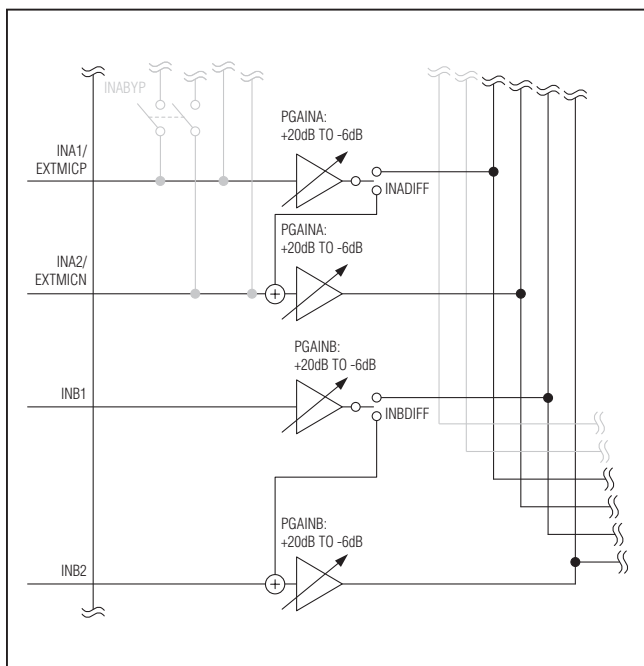 INABYP
PGAINA:
+20dB TO -6dB
INA1/
EXTMICP
INADIFF
PGAINA:
+20dB TO -6dB
INA2/
EXTMICN
+
PGAINB:
+20dB TO -6dB
INB1
INBDIFF
PGAINB:
+20dB TO -6dB
INB2
+